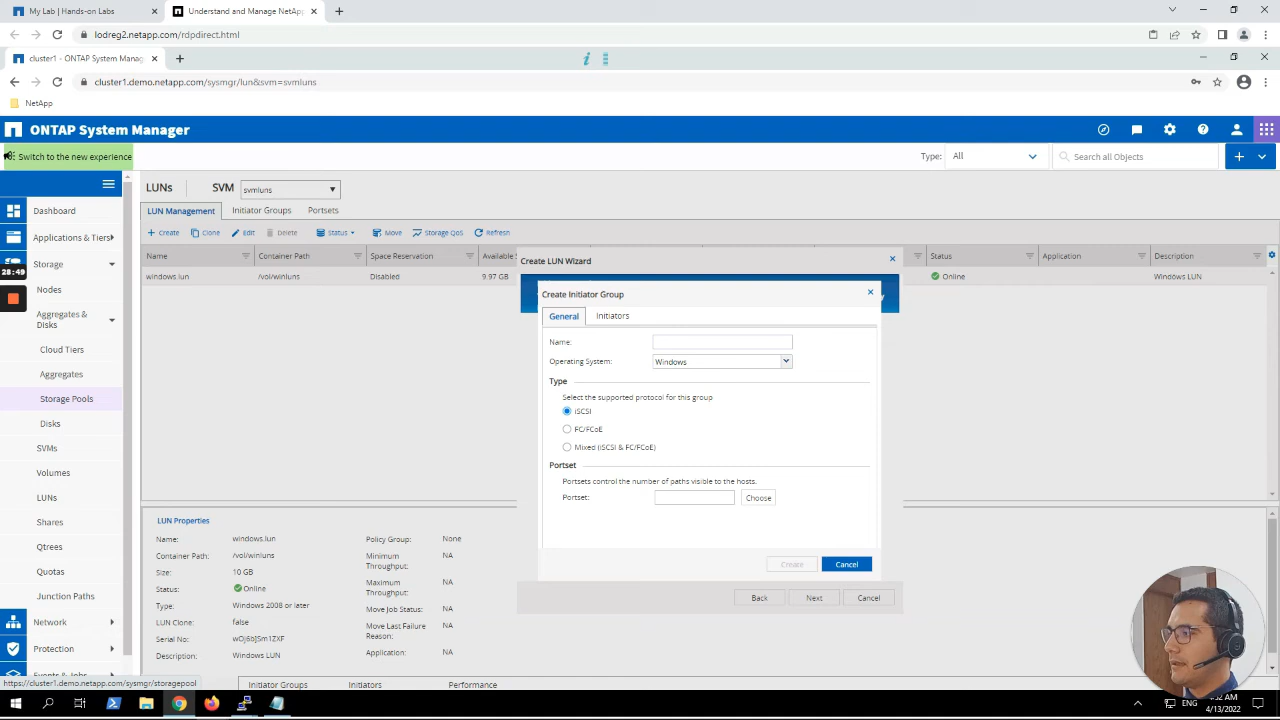 My Lab | Hands-on Labs
Understand and Manage NetApp
lodreg2.netapp.com/rdpdirect.html
cluster1 - ONTAP System Manag
cluster1.demo.netapp.com/sysmgr/lun&svm=svmluns
NetApp
ONTAP System Manager
Switch to the new experience
Type: All
Search all Objects
LUNs
SVM
svmluns
LUN Management
Initiator Groups
Portsets
Create
Clone
Edit
Delete
Status
Move
Storage QoS
Refresh
Name
Container Path
Space Reservation
Available S
Status
Application
Description
windows.lun
/vol/winluns
Disabled
9.97 GB
Online
Windows LUN
Dashboard
Applications & Tiers
Storage
28:49
Nodes
Aggregates &
Disks
Cloud Tiers
Aggregates
Storage Pools
Disks
SVMs
Volumes
LUNs
Shares
Qtrees
Quotas
Junction Paths
Network
Protection
Events & Jobs
Create LUN Wizard
Create Initiator Group
General
Initiators
Name:
Operating System:
Windows
Type
Select the supported protocol for this group
iSCSI
FC/FCoE
Mixed (iSCSI & FC/FCoE)
Portset
Portsets control the number of paths visible to the hosts.
Portset:
Choose
Create
Cancel
Back
Next
Cancel
LUN Properties
Name:
windows.lun
Container Path:
/vol/winluns
Size:
10 GB
Status:
Online
Type:
Windows 2008 or later
LUN Clone:
false
Serial No:
wOj6b]Sm1ZXF
Description:
Windows LUN
Policy Group:
None
Minimum
Throughput:
NA
Maximum
Throughput:
NA
Move Job Status:
NA
Move Last Failure
Reason:
NA
Application:
NA
https://cluster1.demo.netapp.com/sysmgr/storagepool
Initiator Groups
Initiators
Performance
ENG
4/13/2022